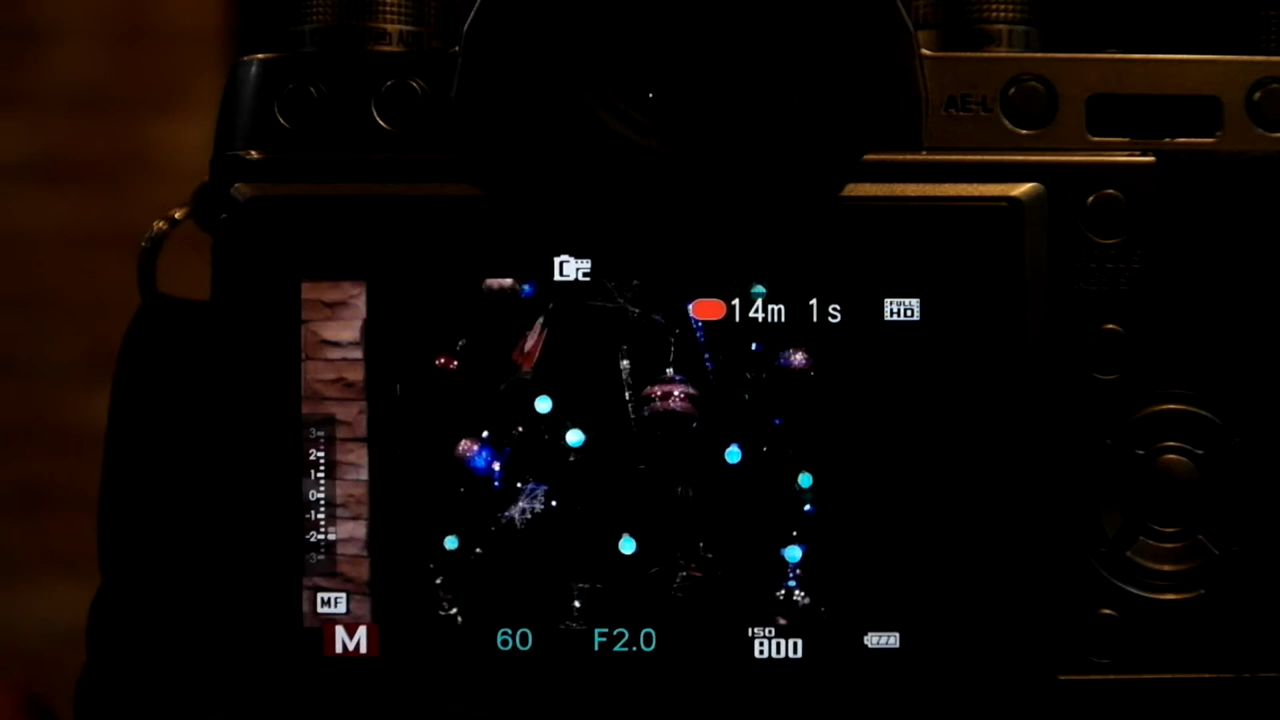 AE-L
C
C
14m 1s
FULL
HD
3
2
1
0
-1
-2
3
MF
M
60 F2.0 ISO 800